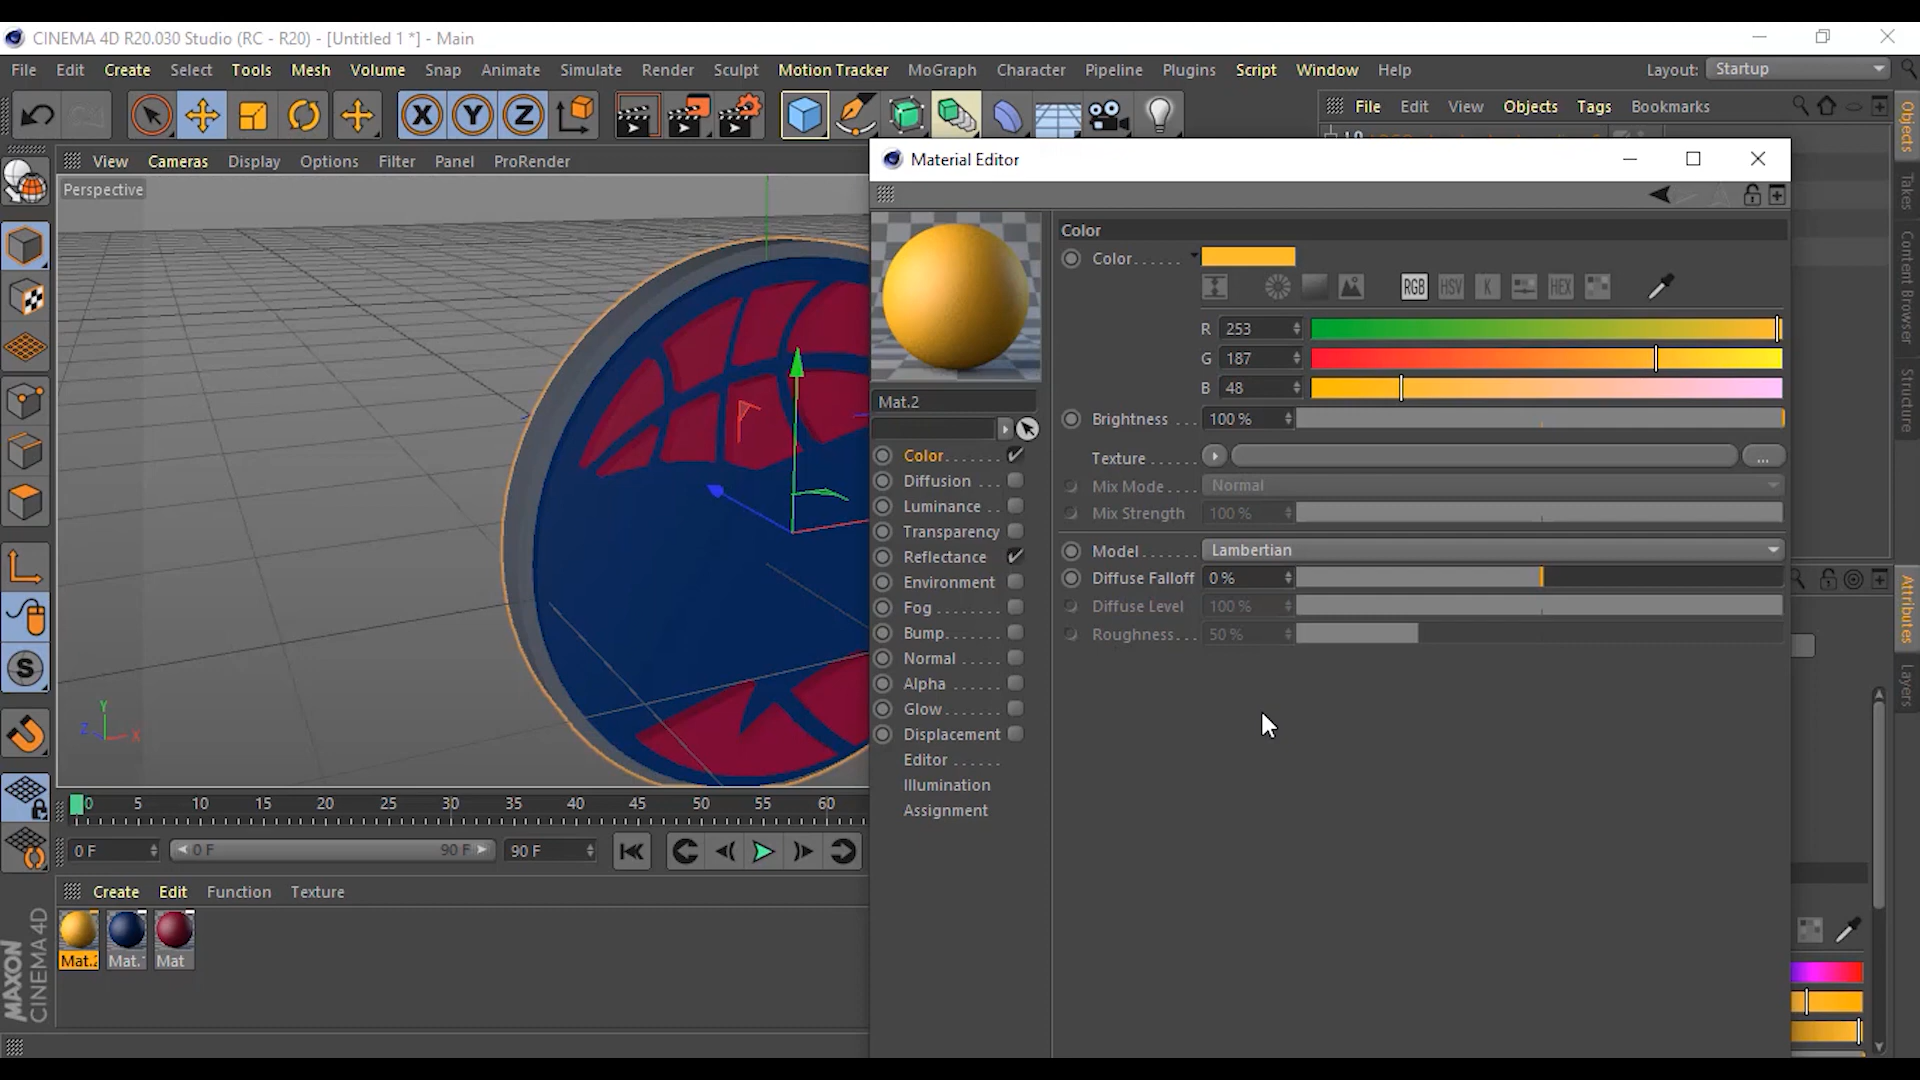 CINEMA 4D R20.030 Studio (RC - R20) - [Untitled 1 *] - Main
File Edit Create Select Tools Mesh Volume Snap Animate Simulate Render Sculpt Motion Tracker MoGraph Character Pipeline Plugins Script Window Help Layout: Startup
X Y Z
File Edit View Objects Tags Bookmarks
View Cameras Display Options Filter Panel ProRender
Perspective
Material Editor
Color
Color......
RGB HSV K HEX
R 253
G 187
B 48
Brightness ... 100 %
Texture ...... ...
Mix Mode.... Normal
Mix Strength 100 %
Model....... Lambertian
Diffuse Falloff 0 %
Diffuse Level 100 %
Roughness... 50 %
Mat.2
Color.......
Diffusion ...
Luminance ..
Transparency
Reflectance
Environment
Fog ........
Bump.......
Normal .....
Alpha ......
Glow.......
Displacement
Editor ......
Illumination
Assignment
Objects
Takes
Content Browser
Structure
Attributes
Layers
Y
Z
X
S
0 5 10 15 20 25 30 35 40 45 50 55 60
0 F 0 F 90 F 90 F
Create Edit Function Texture
Mat.2 Mat. Mat
MAXON
CINEMA 4D